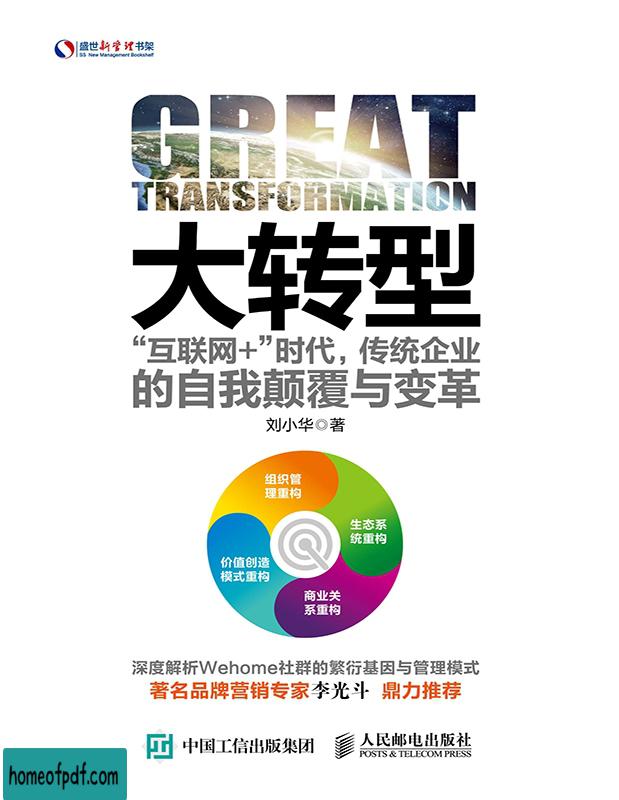 盛世新管理书架
SS New Management Bookshelf
GREAT
TRANSFORMATION
大转型
“互联网+”时代，传统企业
的自我颠覆与变革
刘小华◎著
组织管
理重构
生态系
统重构
价值创造
模式重构
商业关
系重构
深度解析Wehome社群的繁衍基因与管理模式
著名品牌营销专家李光斗 鼎力推荐
中国工信出版集团
人民邮电出版社
POSTS & TELECOM PRESS
homeofpdf.com